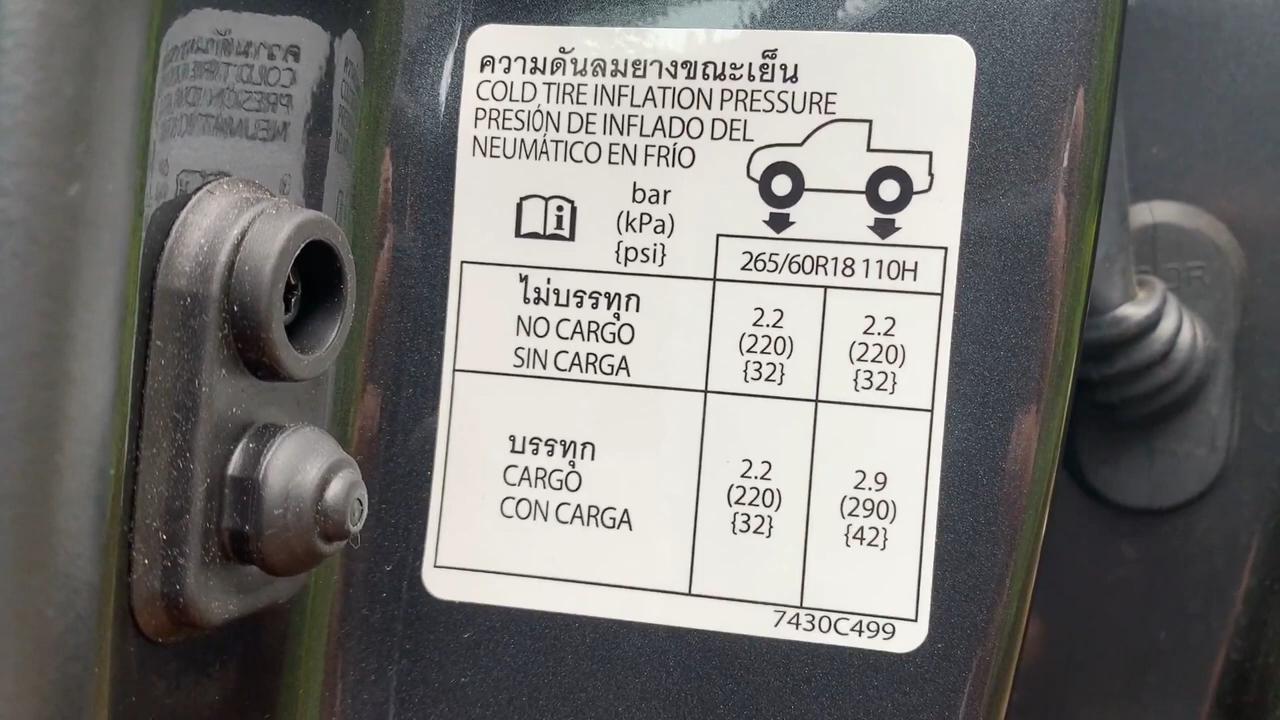 ความดันลมยางขณะเย็น
COLD TIRE INFLATION PRESSURE
PRESIÓN DE INFLADO DEL
NEUMÁTICO EN FRÍO
bar
(kPa)
{psi}
265/60R18 110H
ไม่บรรทุก
NO CARGO
SIN CARGA
2.2
(220)
{32}
2.2
(220)
{32}
บรรทุก
CARGO
CON CARGA
2.2
(220)
{32}
2.9
(290)
{42}
7430C499